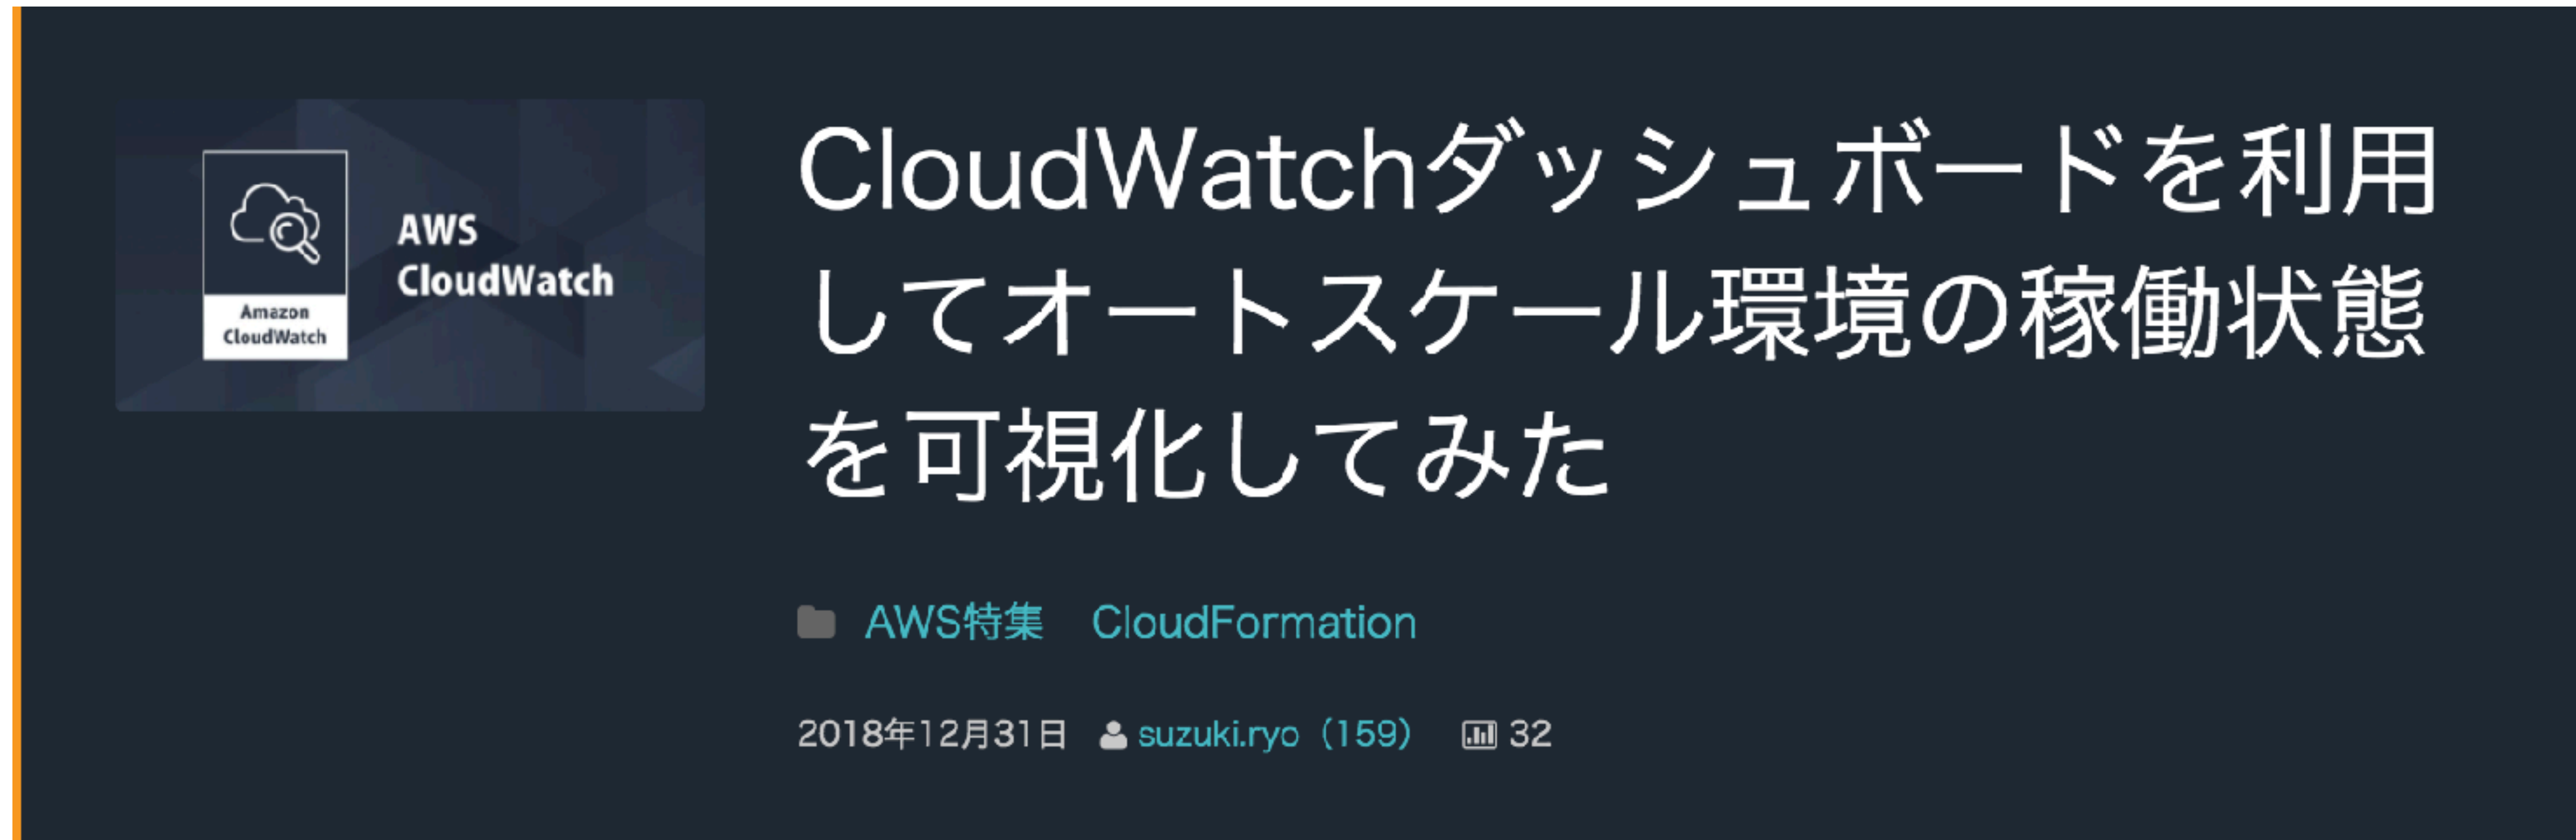 AWS
CloudWatch
Amazon
CloudWatch
CloudWatchダッシュボードを利用
してオートスケール環境の稼働状態
を可視化してみた
AWS特集 CloudFormation
2018年12月31日 suzuki.ryo（159） 32